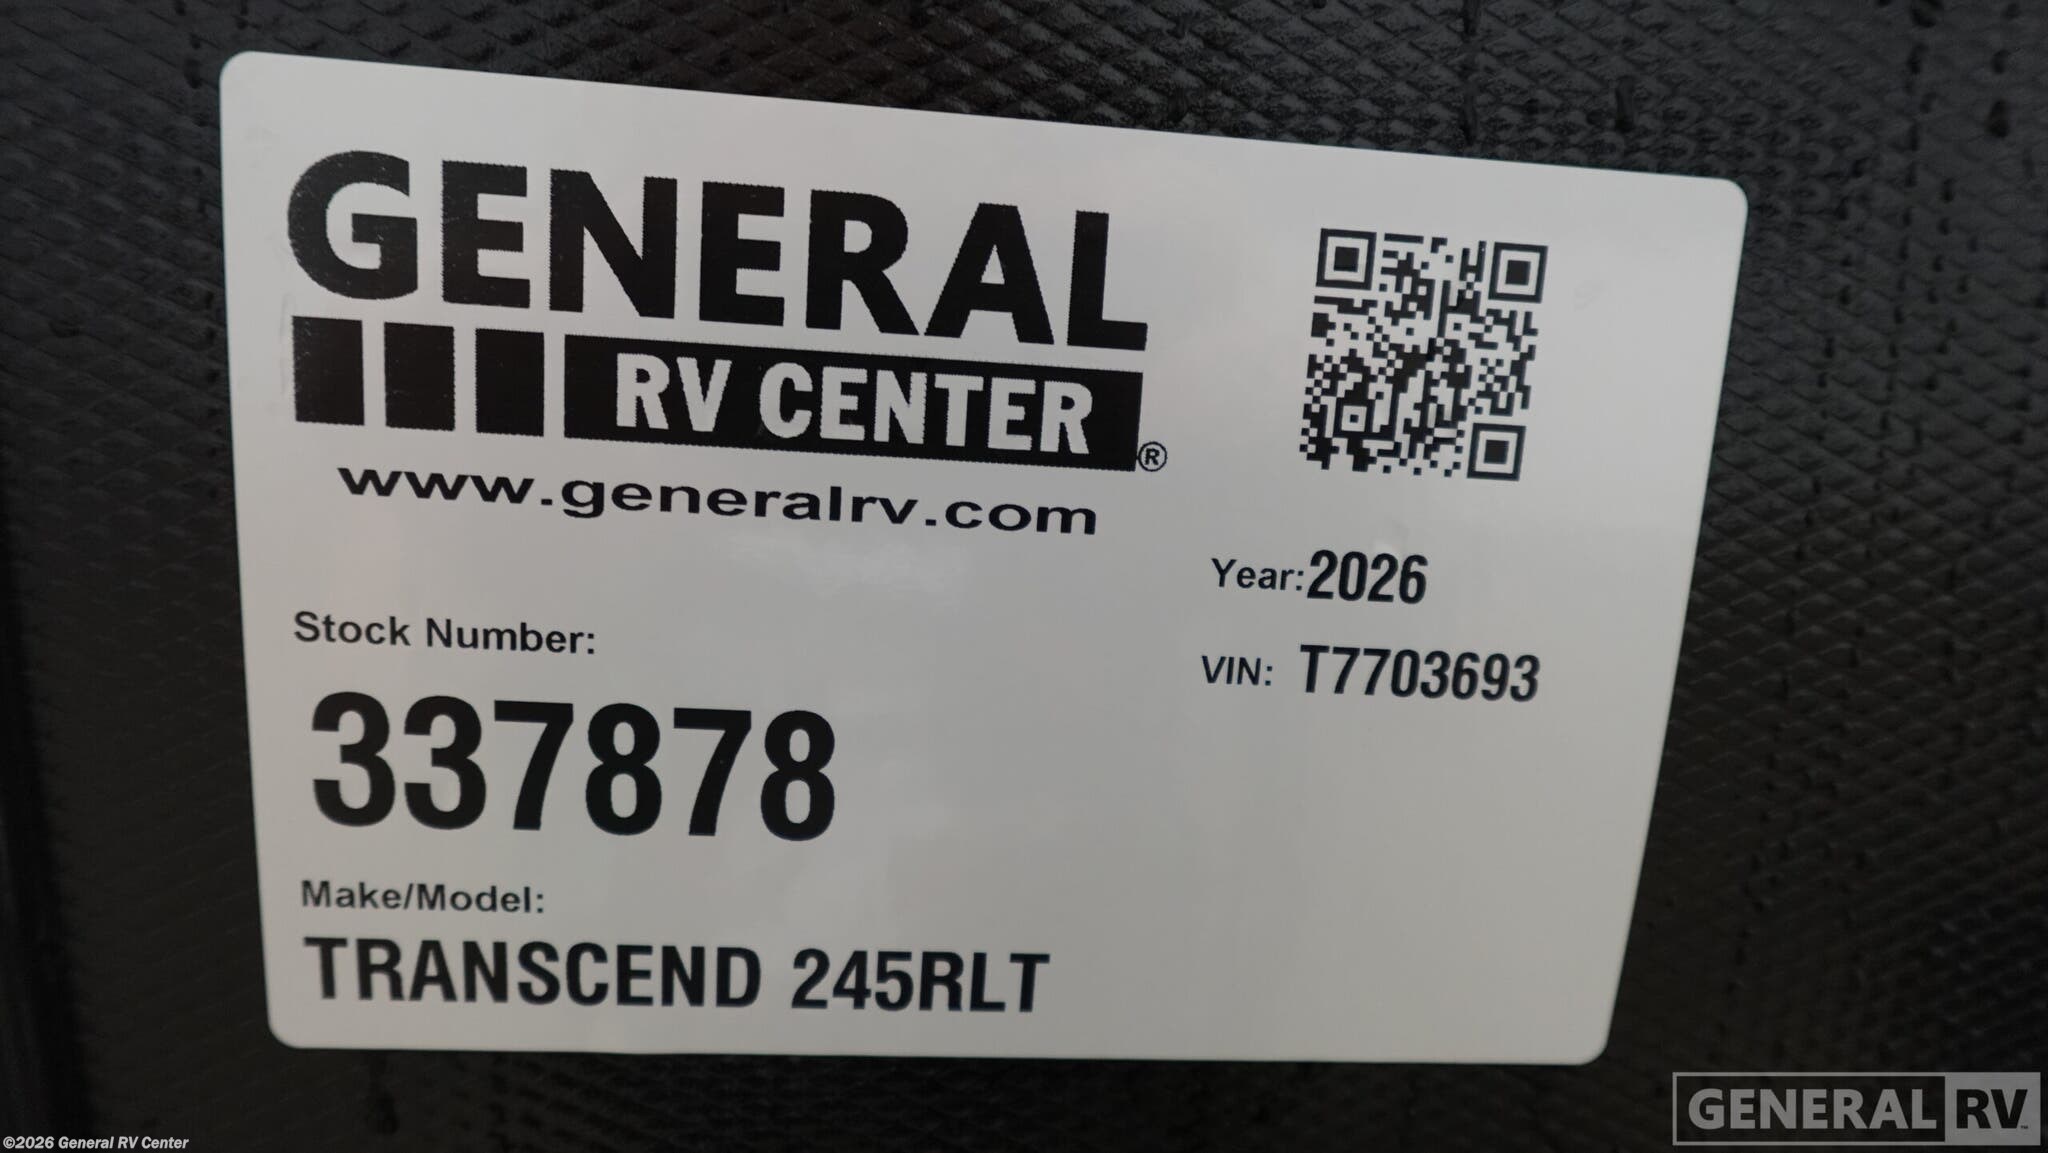 GENERAL
RV CENTER®
www.generalrv.com
Year: 2026
VIN: T7703693
Stock Number:
337878
Make/Model:
TRANSCEND 245RLT
©2026 General RV Center
GENERAL RV™